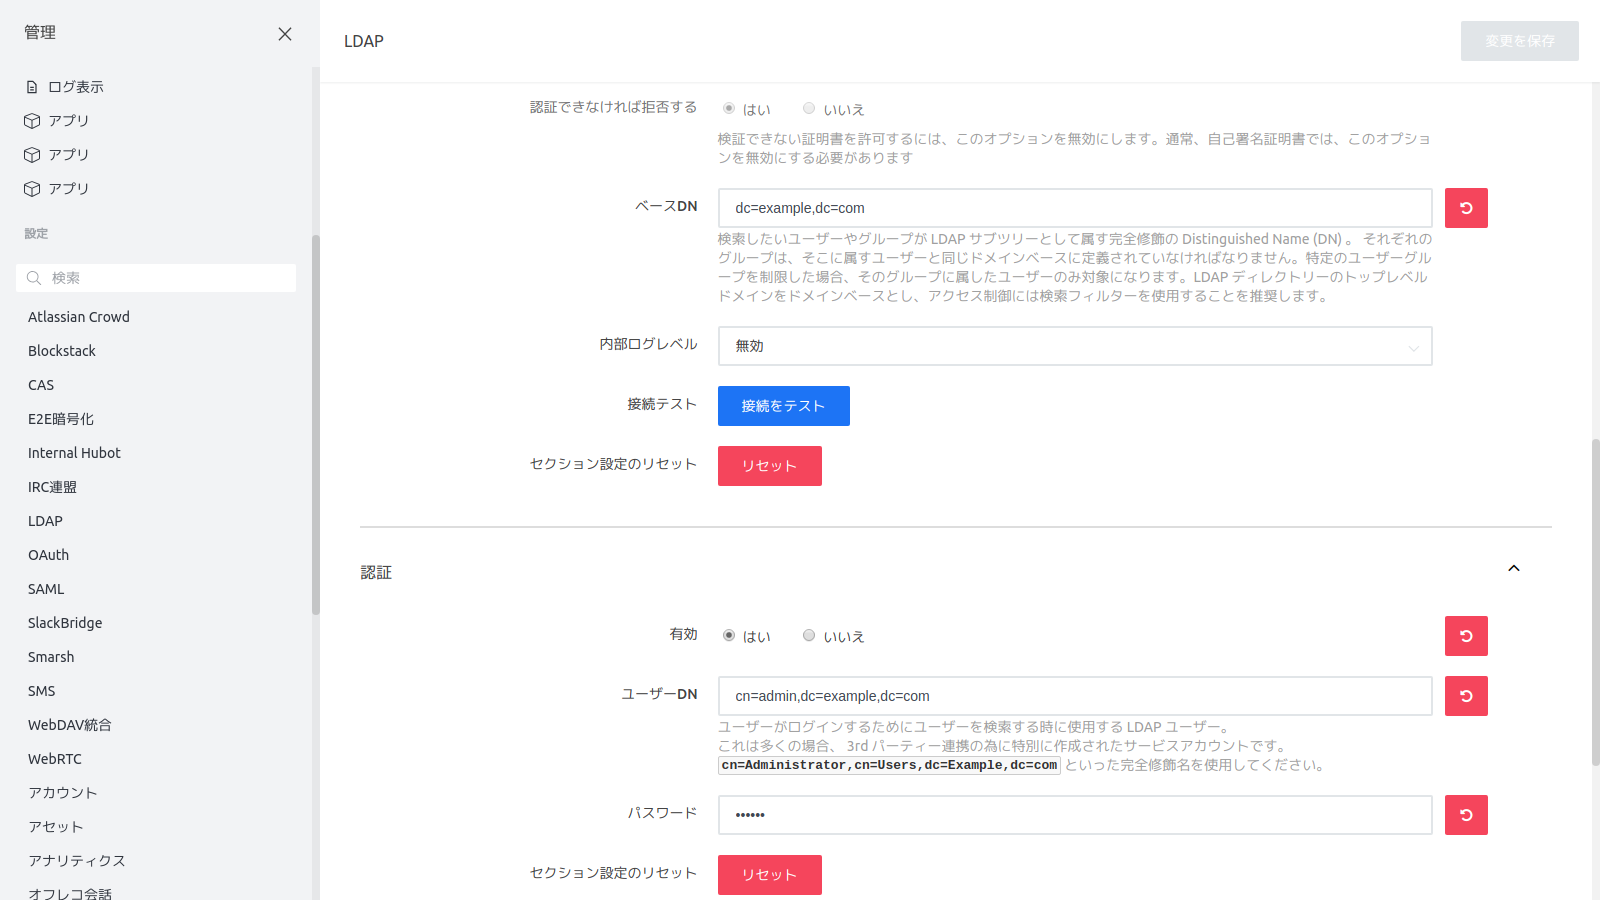 管理
ログ表示
アプリ
アプリ
アプリ
設定
検索
Atlassian Crowd
Blockstack
CAS
E2E暗号化
Internal Hubot
IRC連盟
LDAP
OAuth
SAML
SlackBridge
Smarsh
SMS
WebDAV統合
WebRTC
アカウント
アセット
アナリティクス
オフレコ会話
LDAP
変更を保存
認証できなければ拒否する
はい いいえ
検証できない証明書を許可するには、このオプションを無効にします。通常、自己署名証明書では、このオプショ
ンを無効にする必要があります
ベースDN
dc=example,dc=com
検索したいユーザーやグループが LDAP サブツリーとして属す完全修飾の Distinguished Name (DN) 。 それぞれの
グループは、そこに属すユーザーと同じドメインベースに定義されていなければなりません。特定のユーザーグル
ープを制限した場合、そのグループに属したユーザーのみ対象になります。LDAP ディレクトリーのトップレベル
ドメインをドメインベースとし、アクセス制御には検索フィルターを使用することを推奨します。
内部ログレベル
無効
接続テスト
接続をテスト
セクション設定のリセット
リセット
認証
有効
はい いいえ
ユーザーDN
cn=admin,dc=example,dc=com
ユーザーがログインするためにユーザーを検索する時に使用する LDAP ユーザー。
これは多くの場合、 3rd パーティー連携の為に特別に作成されたサービスアカウントです。
cn=Administrator,cn=Users,dc=Example,dc=com といった完全修飾名を使用してください。
パスワード
••••••
セクション設定のリセット
リセット